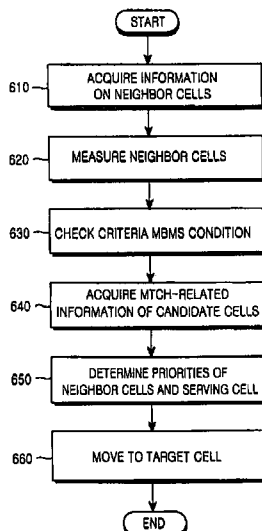 START
610
ACQUIRE INFORMATION
ON NEIGHBOR CELLS
620
MEASURE NEIGHBOR CELLS
630
CHECK CRITERIA MBMS CONDITION
640
ACQUIRE MTCH-RELATED
INFORMATION OF CANDIDATE CELLS
650
DETERMINE PRIORITIES OF
NEIGHBOR CELLS AND SERVING CELL
660
MOVE TO TARGET CELL
END